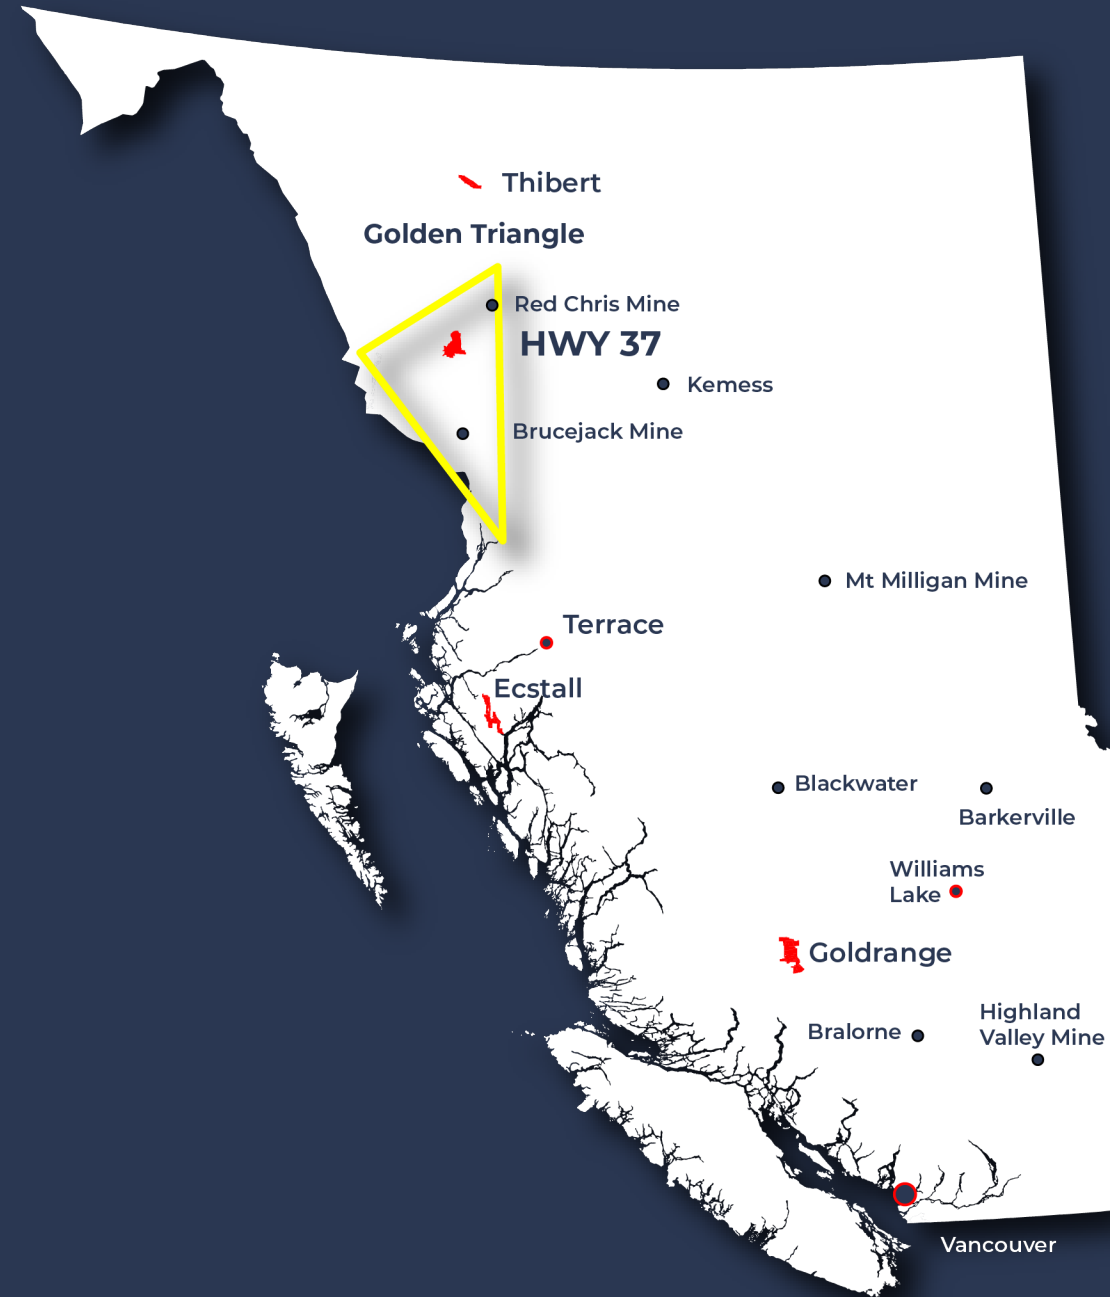 Thibert
Golden Triangle
Red Chris Mine
HWY 37
Kemess
Brucejack Mine
Mt Milligan Mine
Terrace
Ecstall
Blackwater
Barkerville
Williams
Lake
Goldrange
Highland
Valley Mine
Bralorne
Vancouver